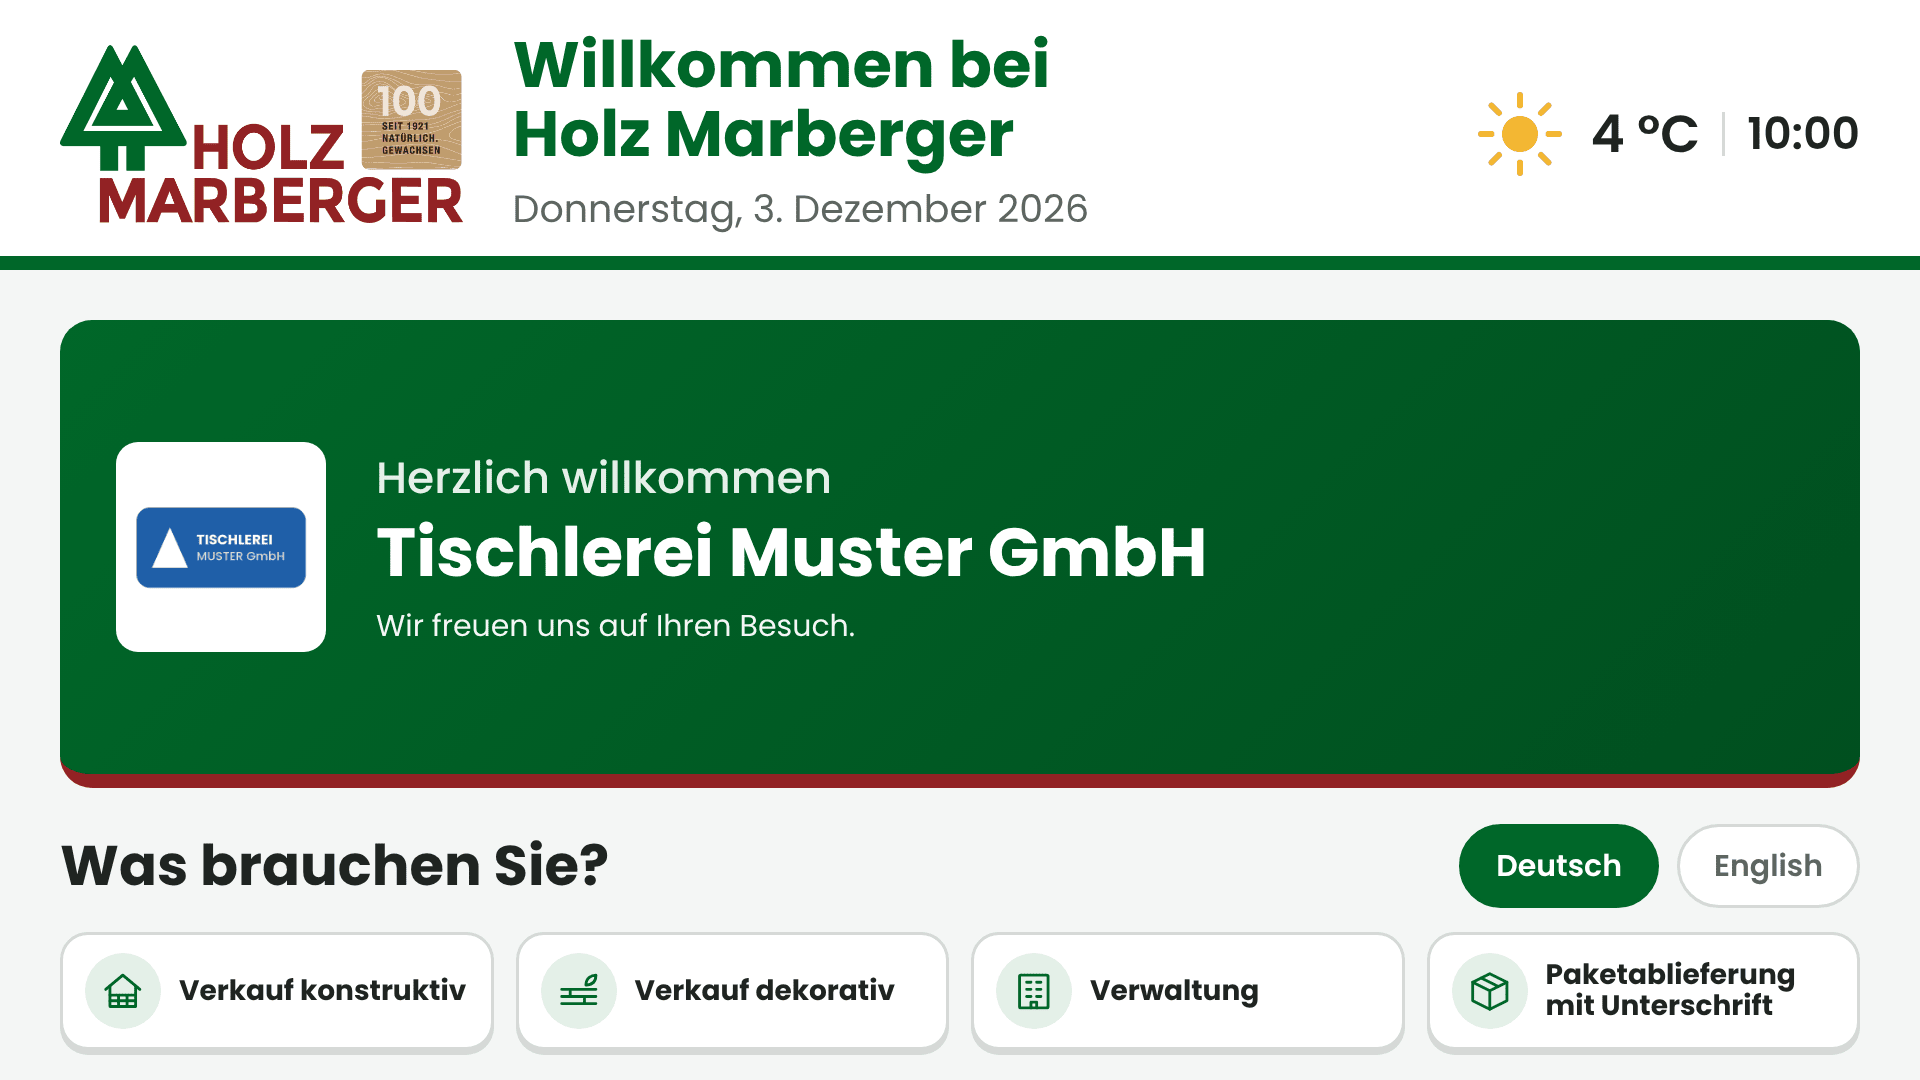 HOLZ
MARBERGER
100
SEIT 1921
NATÜRLICH.
GEWACHSEN
Willkommen bei
Holz Marberger
Donnerstag, 3. Dezember 2026
4 °C
10:00
TISCHLEREI
MUSTER GmbH
Herzlich willkommen
Tischlerei Muster GmbH
Wir freuen uns auf Ihren Besuch.
Was brauchen Sie?
Deutsch
English
Verkauf konstruktiv
Verkauf dekorativ
Verwaltung
Paketablieferung
mit Unterschrift